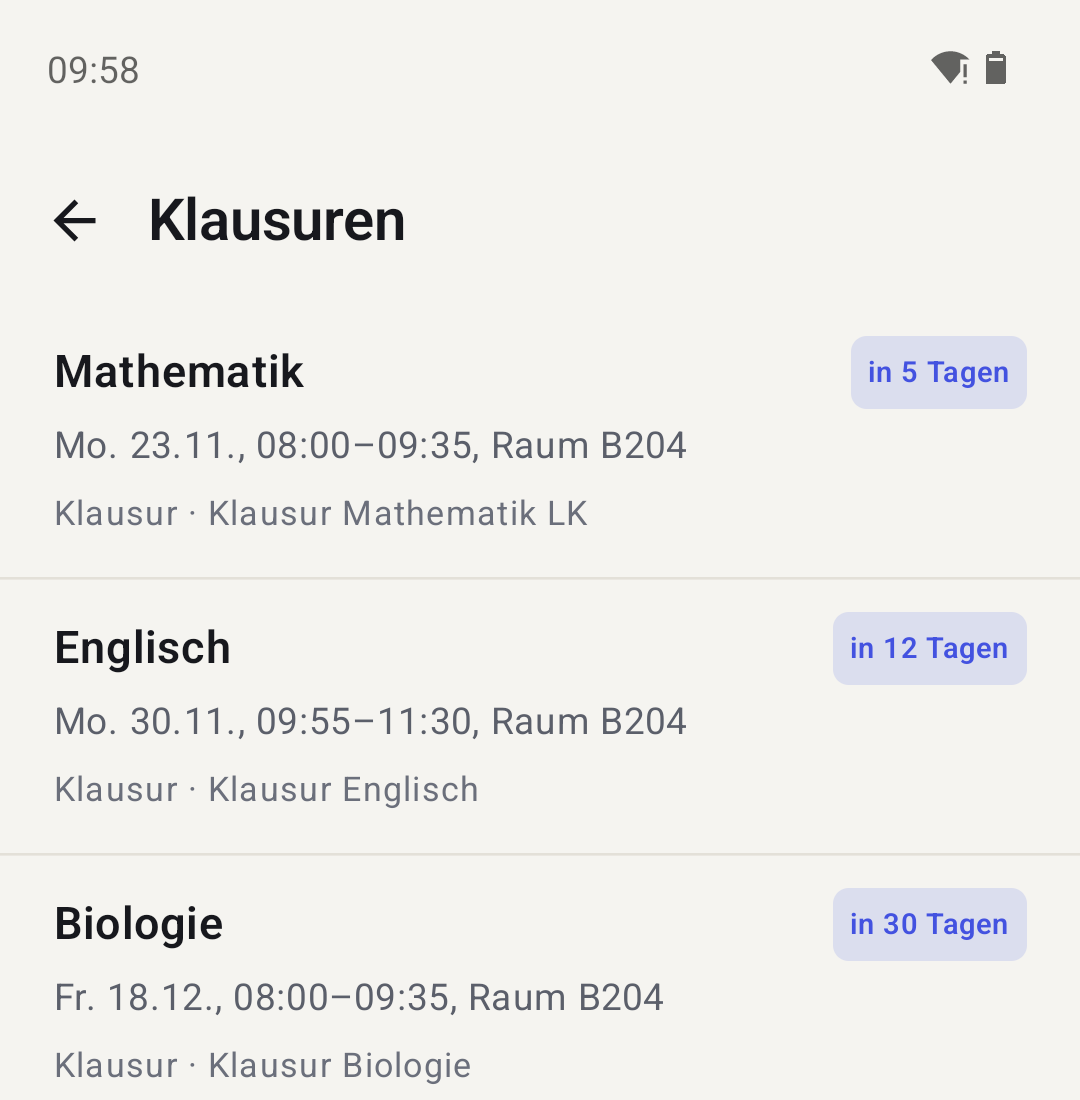 09:58
Klausuren
Mathematik
in 5 Tagen
Mo. 23.11., 08:00–09:35, Raum B204
Klausur · Klausur Mathematik LK
Englisch
in 12 Tagen
Mo. 30.11., 09:55–11:30, Raum B204
Klausur · Klausur Englisch
Biologie
in 30 Tagen
Fr. 18.12., 08:00–09:35, Raum B204
Klausur · Klausur Biologie